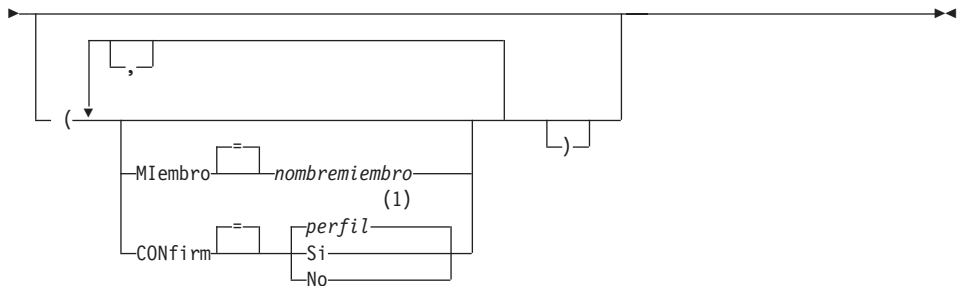 ,
( )
=
MIembro nombremiembro
(1)
= perfil
CONfirm Si
No